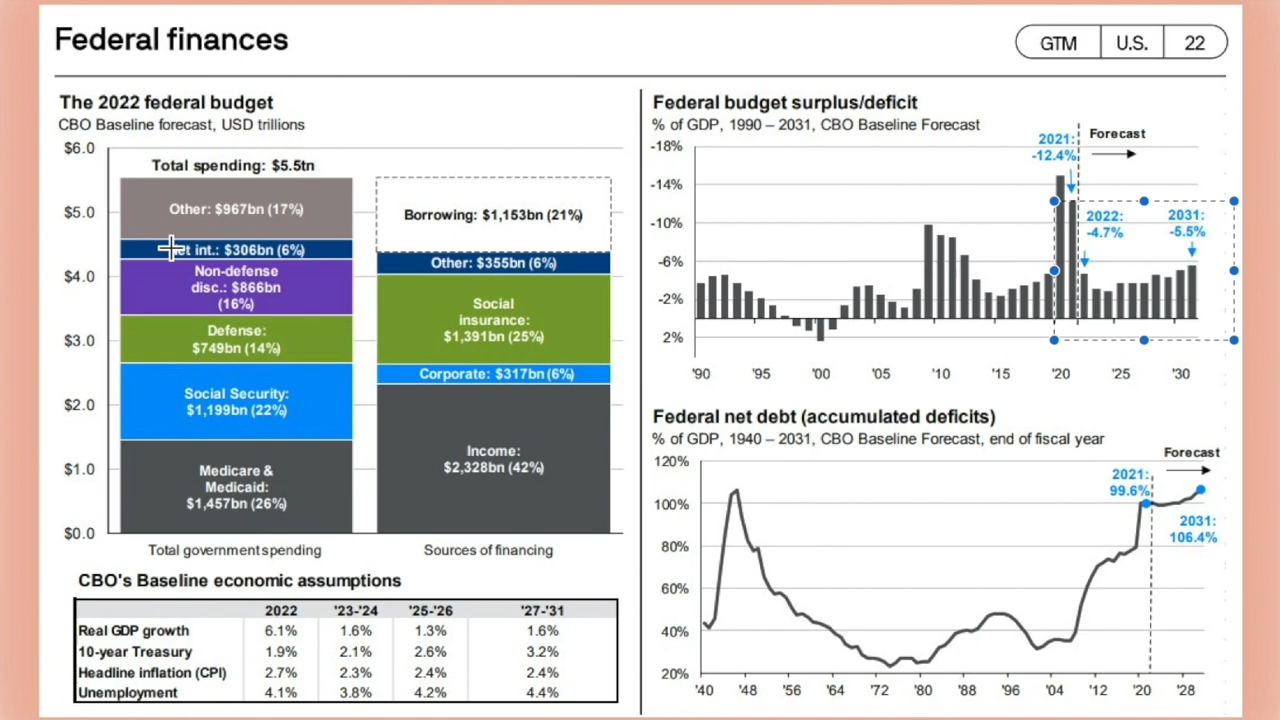 Federal finances
GTM U.S. 22
The 2022 federal budget
CBO Baseline forecast, USD trillions
$6.0
$5.0
$4.0
$3.0
$2.0
$1.0
$0.0
Total spending: $5.5tn
Other: $967bn (17%)
int.: $306bn (6%)
Non-defense
disc.: $866bn
(16%)
Defense:
$749bn (14%)
Social Security:
$1,199bn (22%)
Medicare &
Medicaid:
$1,457bn (26%)
Borrowing: $1,153bn (21%)
Other: $355bn (6%)
Social
insurance:
$1,391bn (25%)
Corporate: $317bn (6%)
Income:
$2,328bn (42%)
Total government spending
Sources of financing
CBO's Baseline economic assumptions
2022 '23-'24 '25-'26 '27-'31
Real GDP growth 6.1% 1.6% 1.3% 1.6%
10-year Treasury 1.9% 2.1% 2.6% 3.2%
Headline inflation (CPI) 2.7% 2.3% 2.4% 2.4%
Unemployment 4.1% 3.8% 4.2% 4.4%
Federal budget surplus/deficit
% of GDP, 1990 – 2031, CBO Baseline Forecast
-18%
-14%
-10%
-6%
-2%
2%
2021:
-12.4%
Forecast
2022:
-4.7%
2031:
-5.5%
'90 '95 '00 '05 '10 '15 '20 '25 '30
Federal net debt (accumulated deficits)
% of GDP, 1940 – 2031, CBO Baseline Forecast, end of fiscal year
120%
100%
80%
60%
40%
20%
Forecast
2021:
99.6%
2031:
106.4%
'40 '48 '56 '64 '72 '80 '88 '96 '04 '12 '20 '28